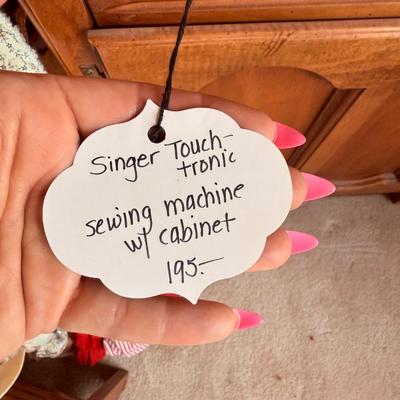 Singer Touch-
tronic
sewing machine
w/ cabinet
195.—